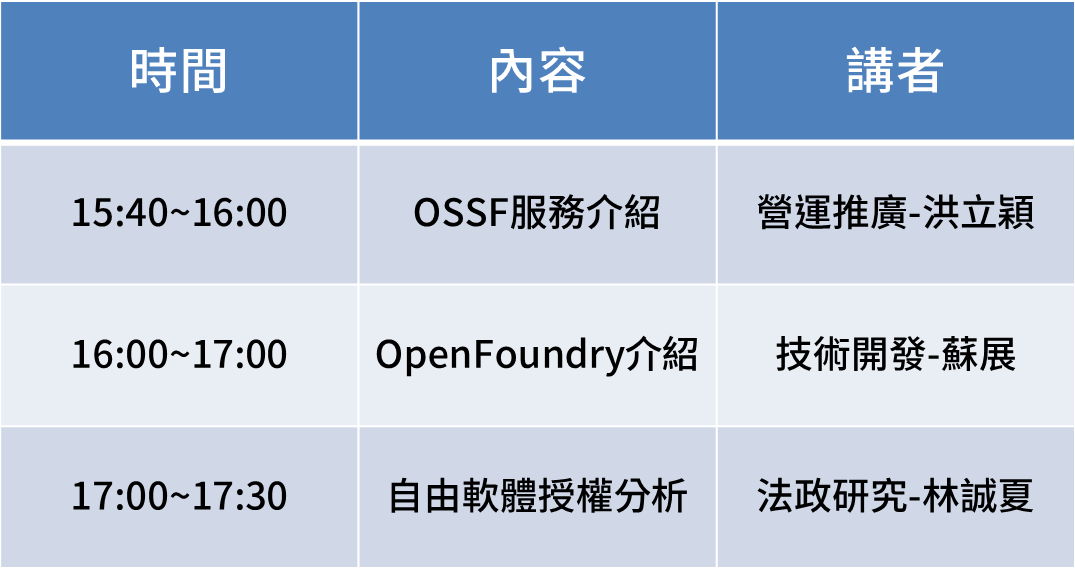 時間 內容 講者
15:40~16:00 OSSF服務介紹 營運推廣-洪立穎
16:00~17:00 OpenFoundry介紹 技術開發-蘇展
17:00~17:30 自由軟體授權分析 法政研究-林誠夏